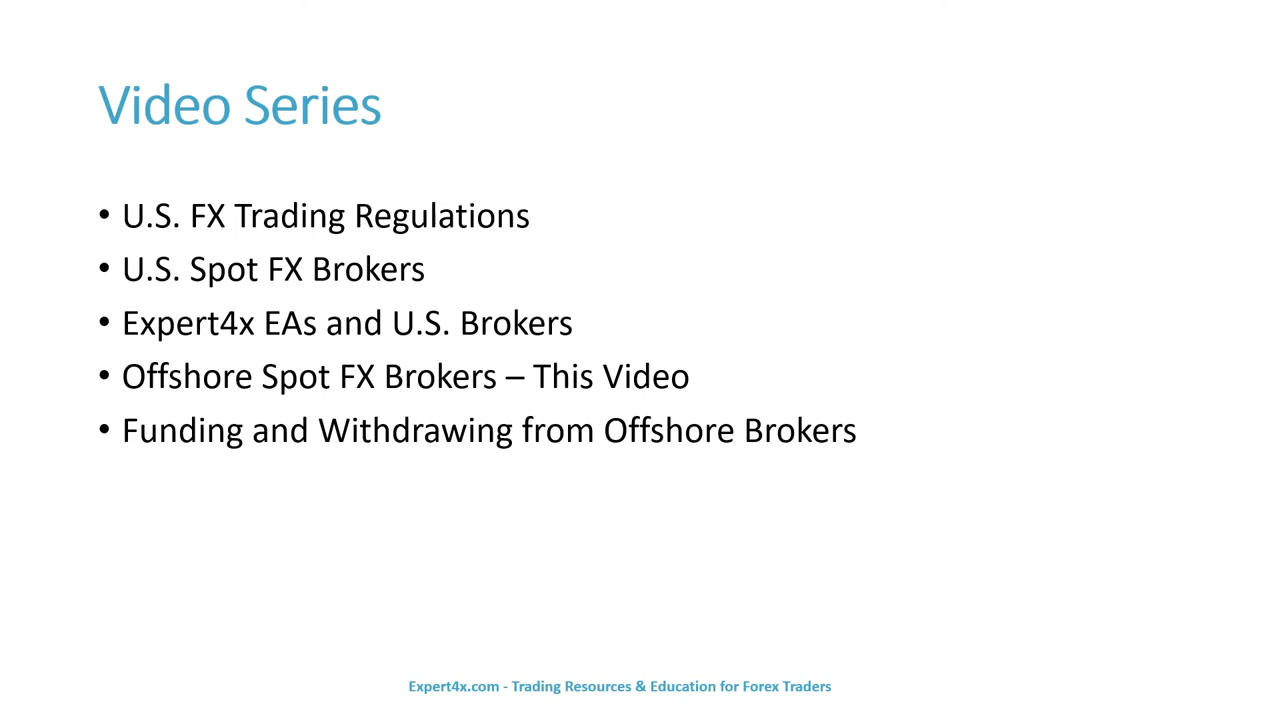 Video Series
• U.S. FX Trading Regulations
• U.S. Spot FX Brokers
• Expert4x EAs and U.S. Brokers
• Offshore Spot FX Brokers – This Video
• Funding and Withdrawing from Offshore Brokers
Expert4x.com - Trading Resources & Education for Forex Traders